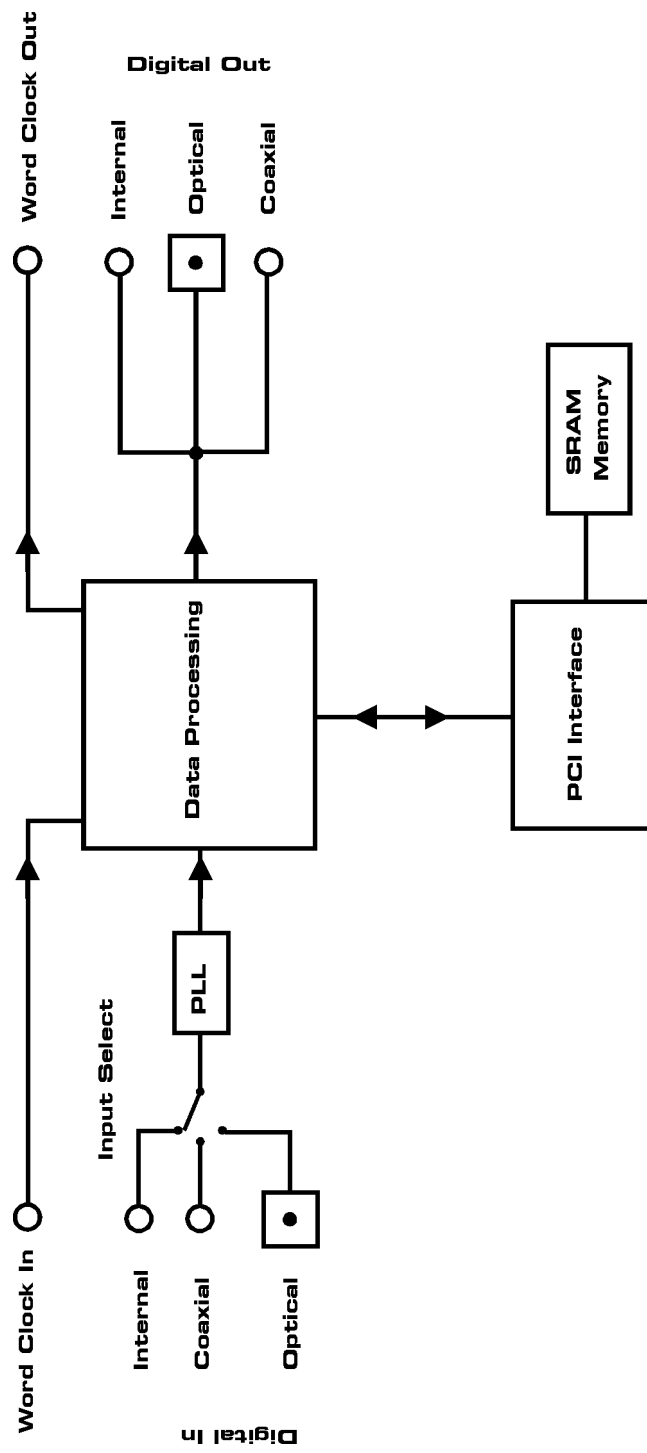 Word Clock In
Word Clock Out
Digital In
Internal
Coaxial
Optical
Input Select
PLL
Data Processing
Digital Out
Internal
Optical
Coaxial
PCI Interface
SRAM
Memory